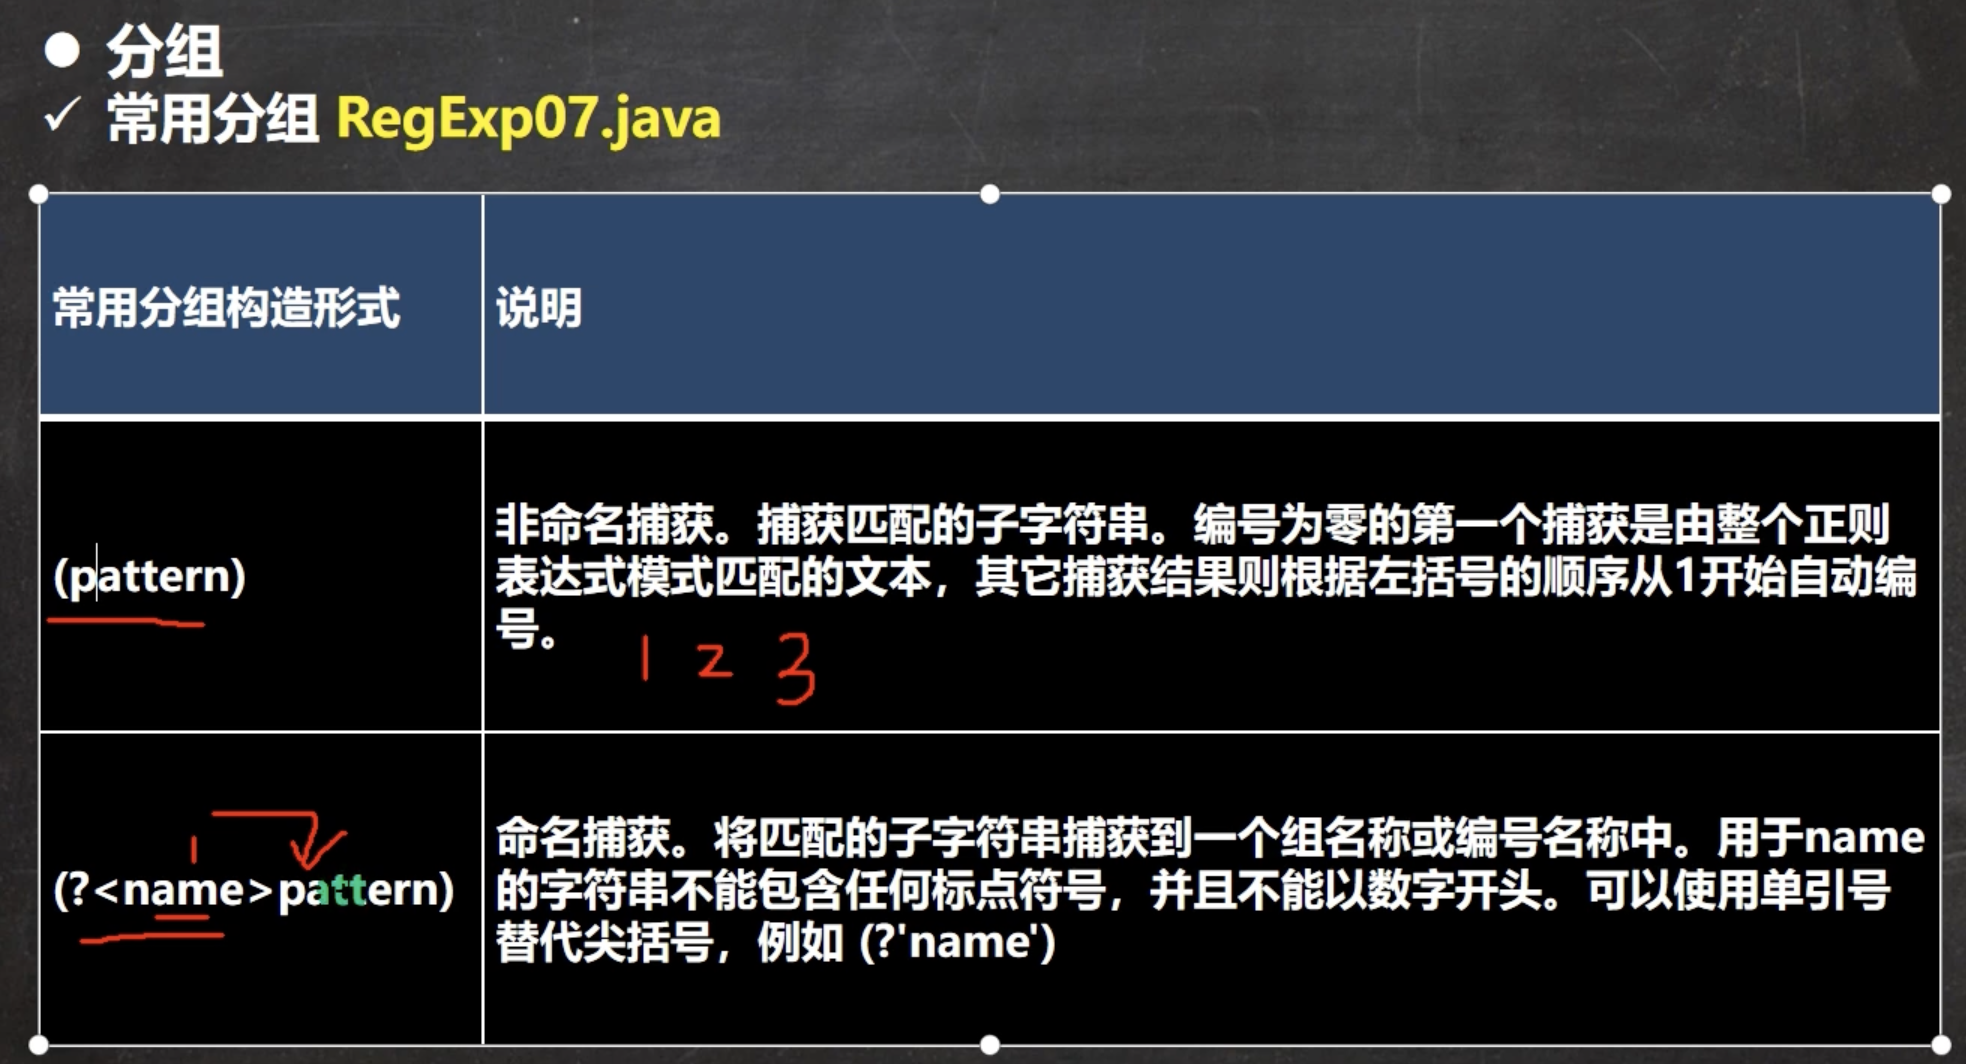 分组
常用分组 RegExp07.java
常用分组构造形式
说明
(pattern)
非命名捕获。捕获匹配的子字符串。编号为零的第一个捕获是由整个正则
表达式模式匹配的文本，其它捕获结果则根据左括号的顺序从1开始自动编
号。
1 2 3
(?<name>pattern)
命名捕获。将匹配的子字符串捕获到一个组名称或编号名称中。用于name
的字符串不能包含任何标点符号，并且不能以数字开头。可以使用单引号
替代尖括号，例如 (?'name')